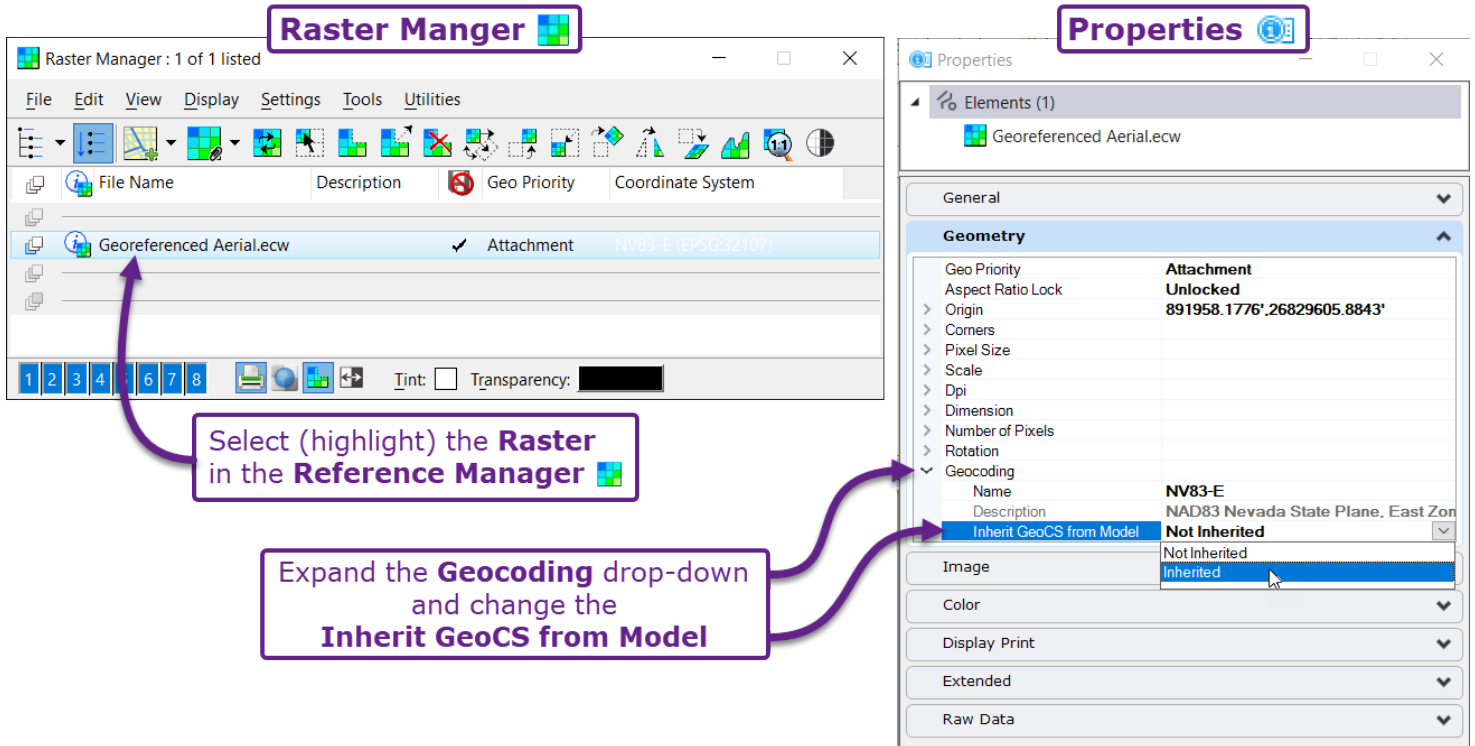 Raster Manger
Properties
Raster Manager : 1 of 1 listed
File Edit View Display Settings Tools Utilities
1:1
File Name Description Geo Priority Coordinate System
Georeferenced Aerial.ecw Attachment NV83-E (EPSG:32107)
1 2 3 4 5 6 7 8 Tint: Transparency:
Select (highlight) the Raster
in the Reference Manager
Expand the Geocoding drop-down
and change the
Inherit GeoCS from Model
Properties
Elements (1)
Georeferenced Aerial.ecw
General
Geometry
Geo Priority Attachment
Aspect Ratio Lock Unlocked
Origin 891958.1776',26829605.8843'
Corners
Pixel Size
Scale
Dpi
Dimension
Number of Pixels
Rotation
Geocoding
Name NV83-E
Description NAD83 Nevada State Plane, East Zon
Inherit GeoCS from Model Not Inherited
Not Inherited
Inherited
Image
Color
Display Print
Extended
Raw Data